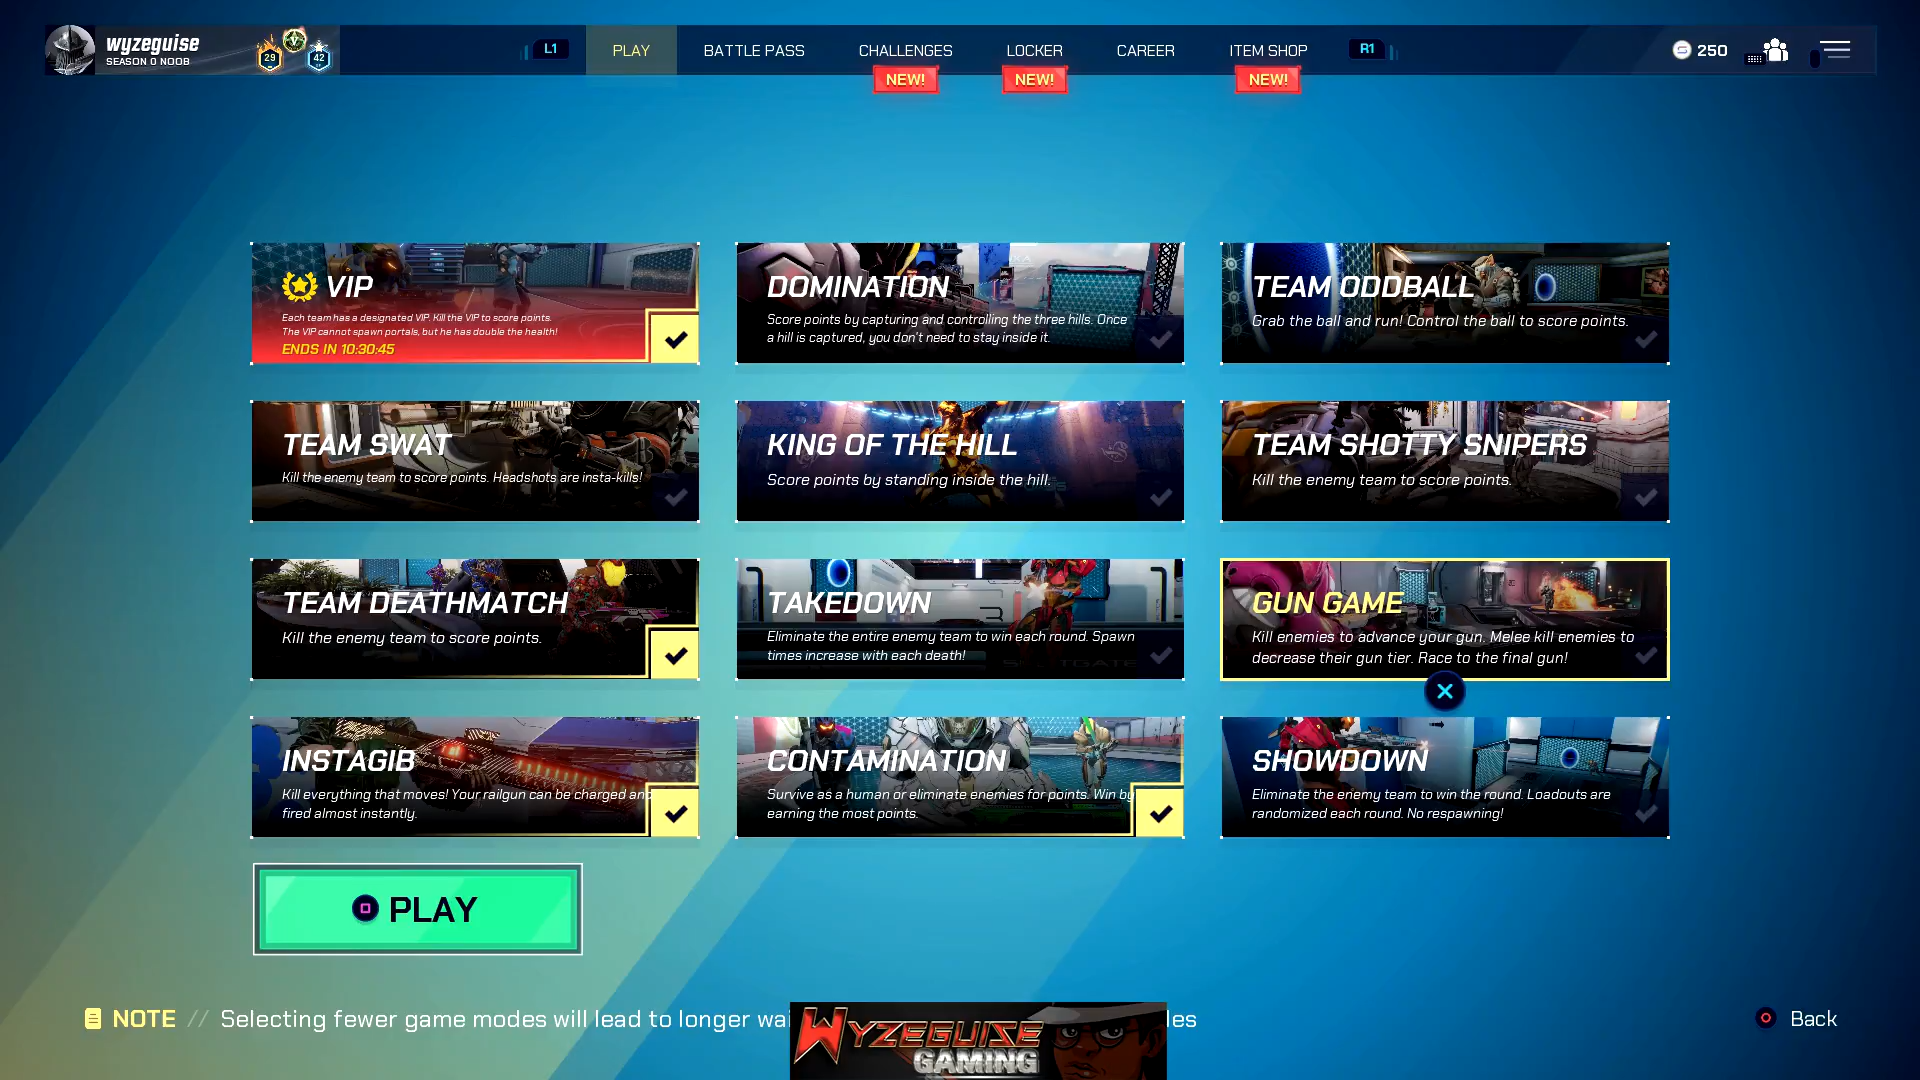 wyzeguise
SEASON 0 NOOB
29
42
L1
PLAY
BATTLE PASS
CHALLENGES
LOCKER
CAREER
ITEM SHOP
R1
250
NEW!
NEW!
NEW!
VIP
Each team has a designated VIP. Kill the VIP to score points.
The VIP cannot spawn portals, but he has double the health!
ENDS IN 10:30:45
DOMINATION
Score points by capturing and controlling the three hills. Once
a hill is captured, you don't need to stay inside it.
TEAM ODDBALL
Grab the ball and run! Control the ball to score points.
TEAM SWAT
Kill the enemy team to score points. Headshots are insta-kills!
KING OF THE HILL
Score points by standing inside the hill.
TEAM SHOTTY SNIPERS
Kill the enemy team to score points.
TEAM DEATHMATCH
Kill the enemy team to score points.
TAKEDOWN
Eliminate the entire enemy team to win each round. Spawn
times increase with each death!
GUN GAME
Kill enemies to advance your gun. Melee kill enemies to
decrease their gun tier. Race to the final gun!
INSTAGIB
Kill everything that moves! Your railgun can be charged and
fired almost instantly.
CONTAMINATION
Survive as a human or eliminate enemies for points. Win by
earning the most points.
SHOWDOWN
Eliminate the enemy team to win the round. Loadouts are
randomized each round. No respawning!
PLAY
NOTE // Selecting fewer game modes will lead to longer
WYZEGUISE
GAMING
Back